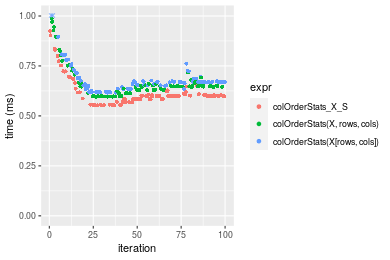 1.00
0.75
0.50
0.25
0.00
time (ms)
0
25
50
75
100
iteration
expr
colOrderStats_X_S
colOrderStats(X, rows, cols)
colOrderStats(X[rows, cols])